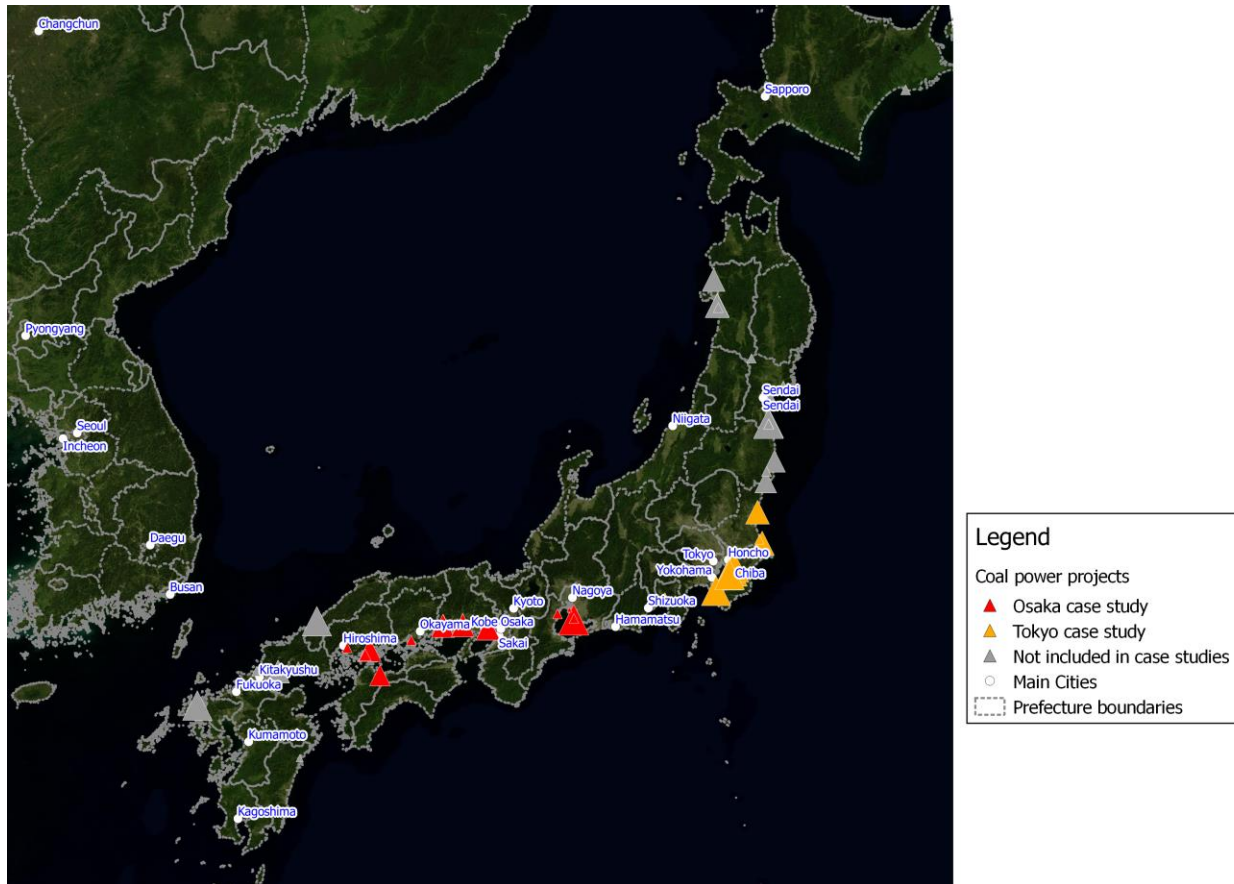 Changchun
Sapporo
Pyongyang
Sendai
Sendai
Niigata
Seoul
Incheon
Daegu
Busan
Tokyo
Honcho
Yokohama
Chiba
Nagoya
Kyoto
Shizuoka
Hamamatsu
Okayama
Kobe
Osaka
Sakai
Hiroshima
Kitakyushu
Fukuoka
Kumamoto
Kagoshima
Legend
Coal power projects
Osaka case study
Tokyo case study
Not included in case studies
Main Cities
Prefecture boundaries